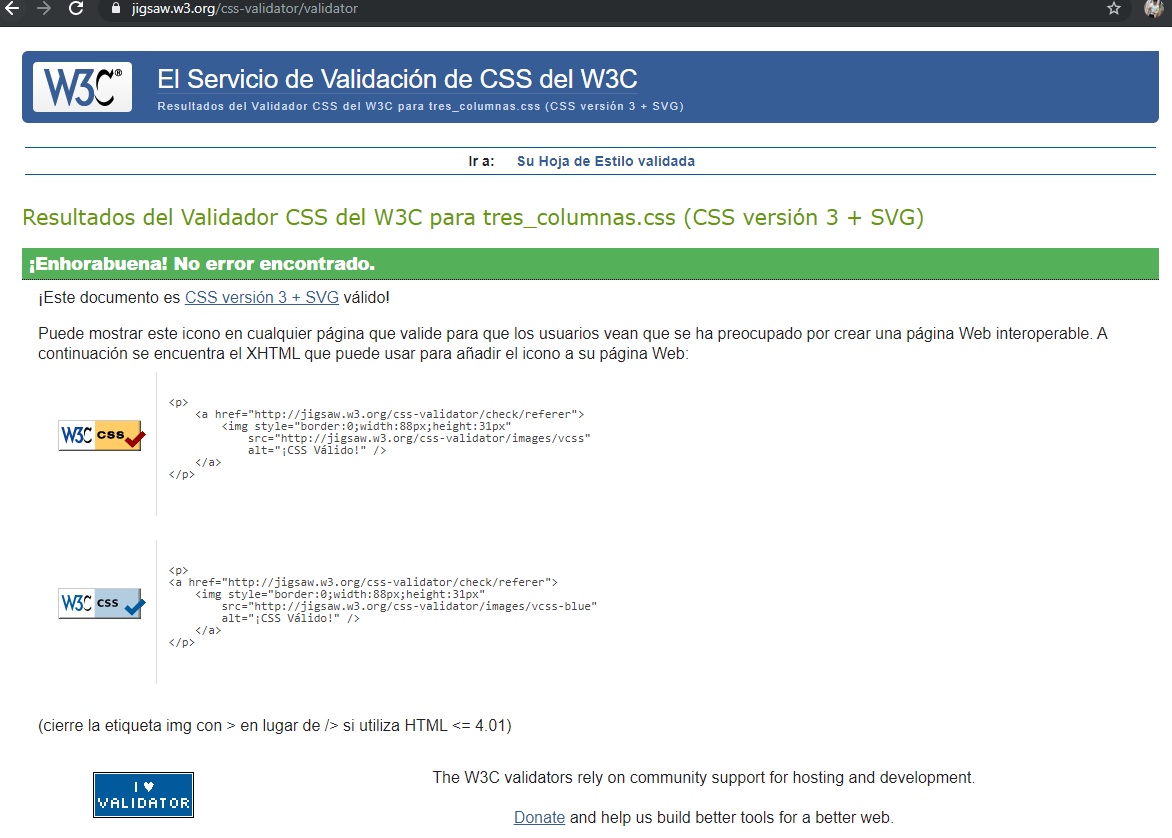 jigsaw.w3.org/css-validator/validator
W3C®
El Servicio de Validación de CSS del W3C
Resultados del Validador CSS del W3C para tres_columnas.css (CSS versión 3 + SVG)
Ir a: Su Hoja de Estilo validada
Resultados del Validador CSS del W3C para tres_columnas.css (CSS versión 3 + SVG)
¡Enhorabuena! No error encontrado.
¡Este documento es CSS versión 3 + SVG válido!
Puede mostrar este icono en cualquier página que valide para que los usuarios vean que se ha preocupado por crear una página Web interoperable. A
continuación se encuentra el XHTML que puede usar para añadir el icono a su página Web:
W3C css
<p>
<a href="http://jigsaw.w3.org/css-validator/check/referer">
<img style="border:0;width:88px;height:31px"
src="http://jigsaw.w3.org/css-validator/images/vcss"
alt="¡CSS Válido!" />
</a>
</p>
W3C css
<p>
<a href="http://jigsaw.w3.org/css-validator/check/referer">
<img style="border:0;width:88px;height:31px"
src="http://jigsaw.w3.org/css-validator/images/vcss-blue"
alt="¡CSS Válido!" />
</a>
</p>
(cierre la etiqueta img con > en lugar de /> si utiliza HTML <= 4.01)
I ♥
VALIDATOR
The W3C validators rely on community support for hosting and development.
Donate and help us build better tools for a better web.